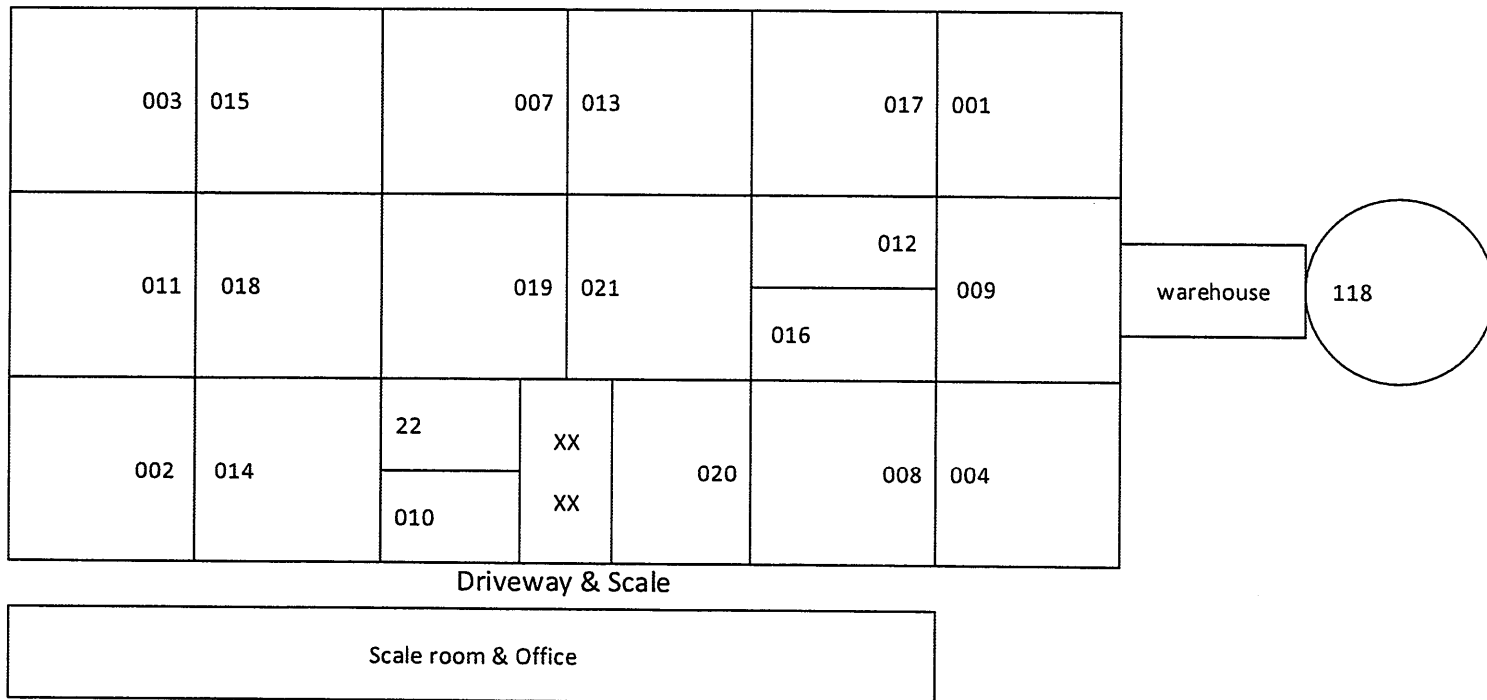 003 015 007 013 017 001
012
011 018 019 021 009 warehouse 118
016
22 XX
002 014 020 008 004
010 XX
Driveway & Scale
Scale room & Office